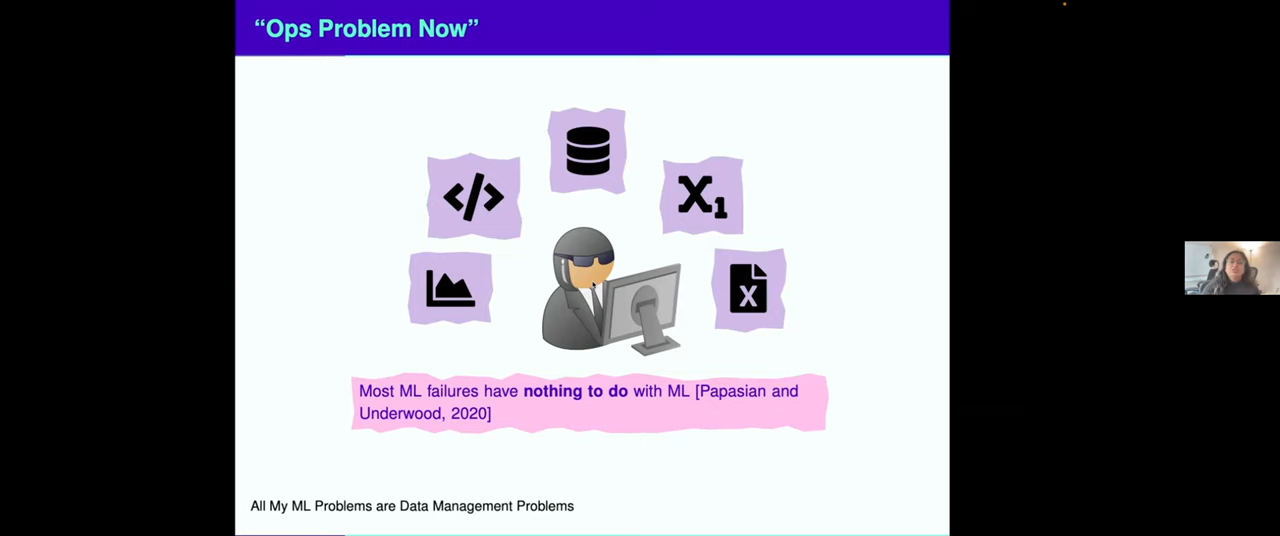 “Ops Problem Now”
</>
X1
X
Most ML failures have nothing to do with ML [Papasian and
Underwood, 2020]
All My ML Problems are Data Management Problems